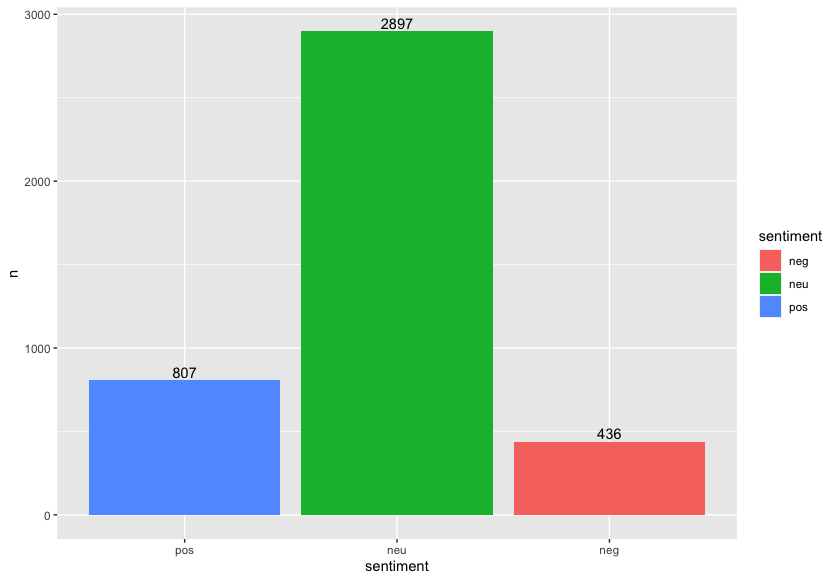 3000
2000
1000
0
n
807
2897
436
pos
neu
neg
sentiment
sentiment
neg
neu
pos